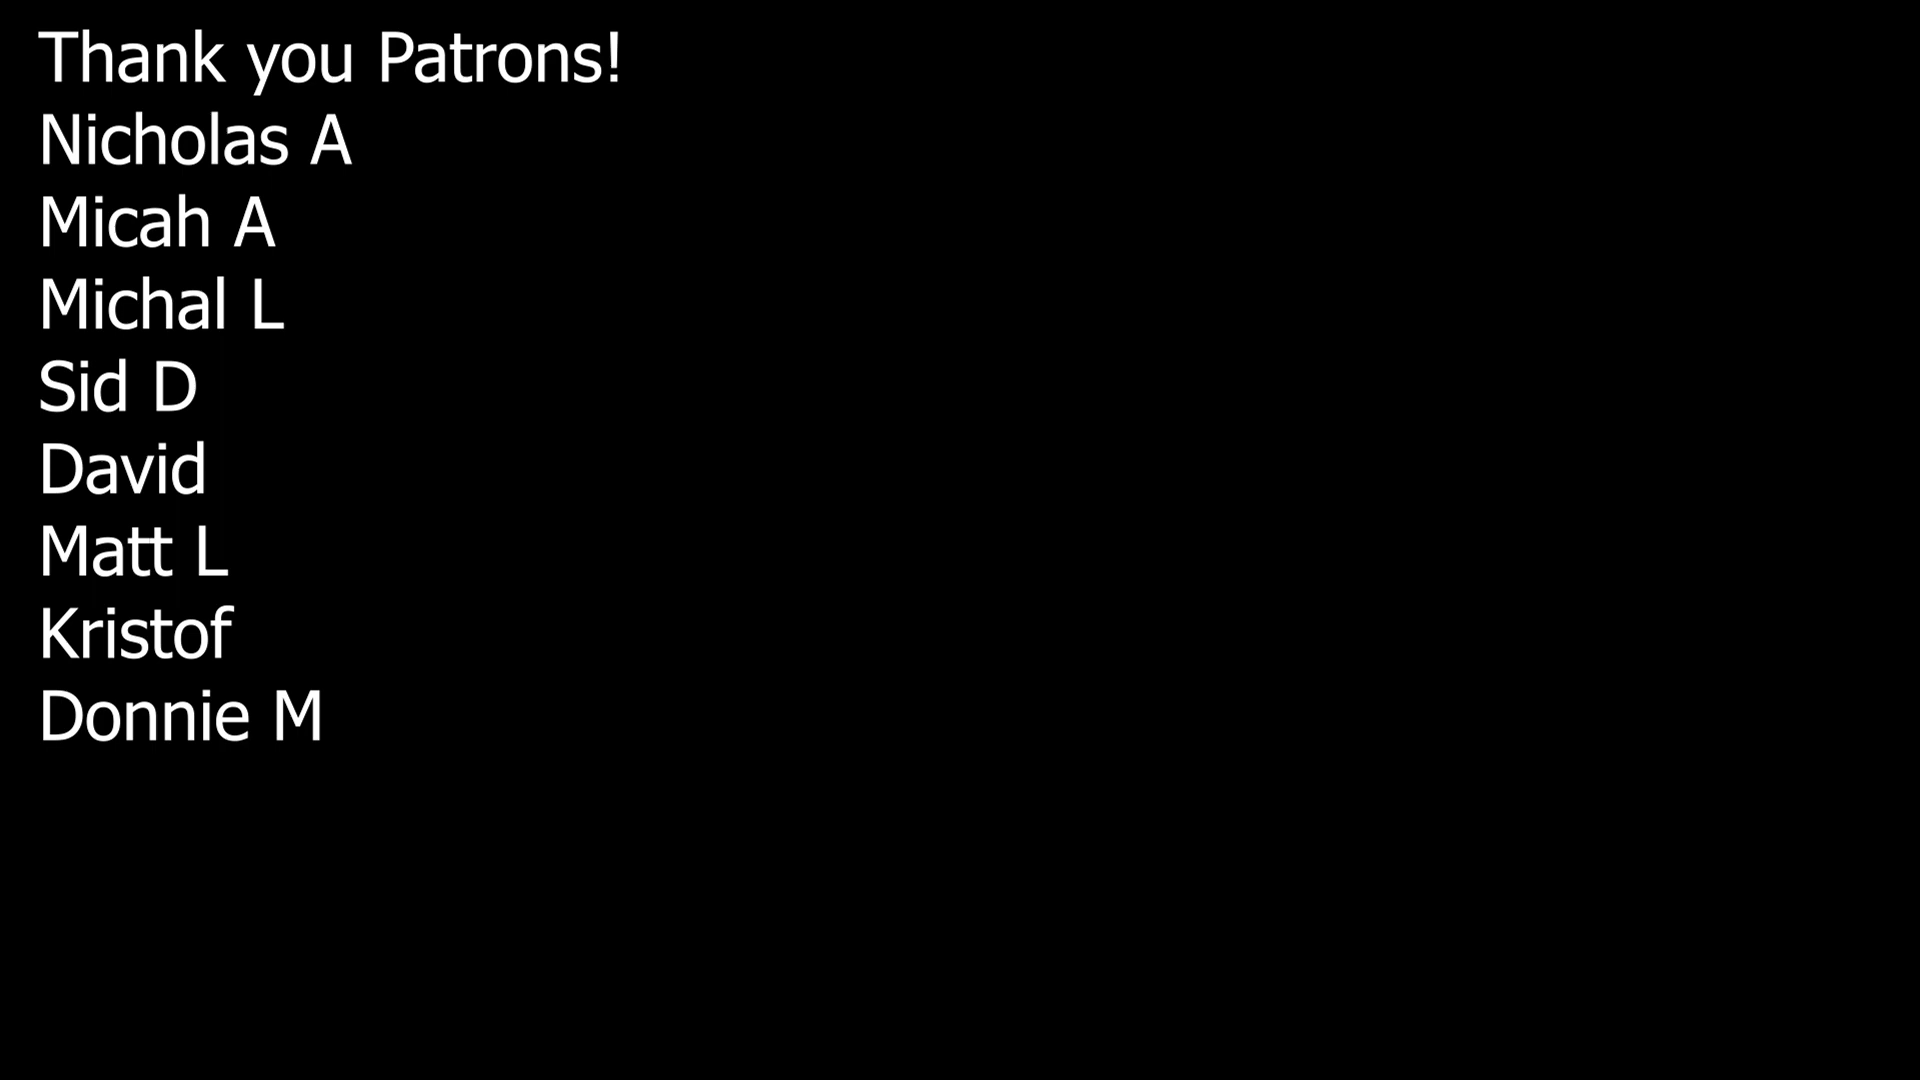 Thank you Patrons!
Nicholas A
Micah A
Michal L
Sid D
David
Matt L
Kristof
Donnie M